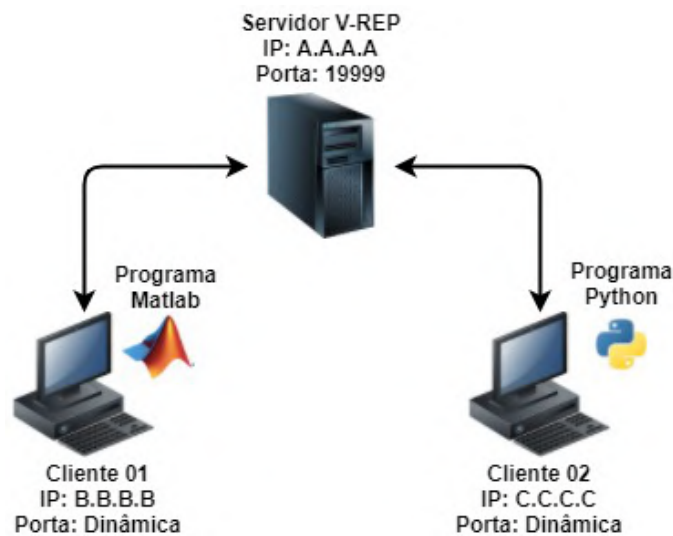 Servidor V-REP
IP: A.A.A.A
Porta: 19999
Programa
Matlab
Programa
Python
Cliente 01
IP: B.B.B.B
Porta: Dinâmica
Cliente 02
IP: C.C.C.C
Porta: Dinâmica